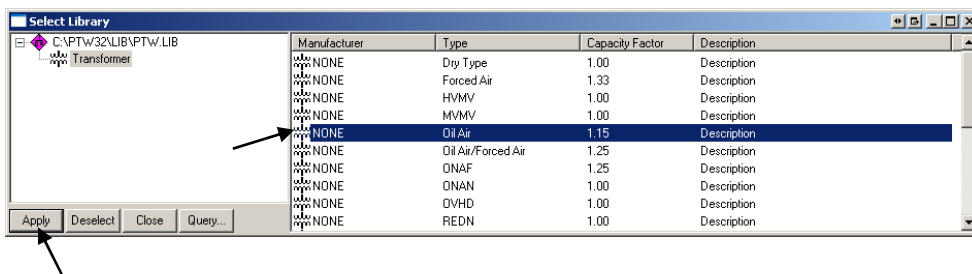 Select Library
C:\PTW32\LIB\PTW.LIB
Transformer
Manufacturer Type Capacity Factor Description
NONE Dry Type 1.00 Description
NONE Forced Air 1.33 Description
NONE HVMV 1.00 Description
NONE MVMV 1.00 Description
NONE Oil Air 1.15 Description
NONE Oil Air/Forced Air 1.25 Description
NONE ONAF 1.25 Description
NONE ONAN 1.00 Description
NONE OVHD 1.00 Description
NONE REDN 1.00 Description
Apply Deselect Close Query...